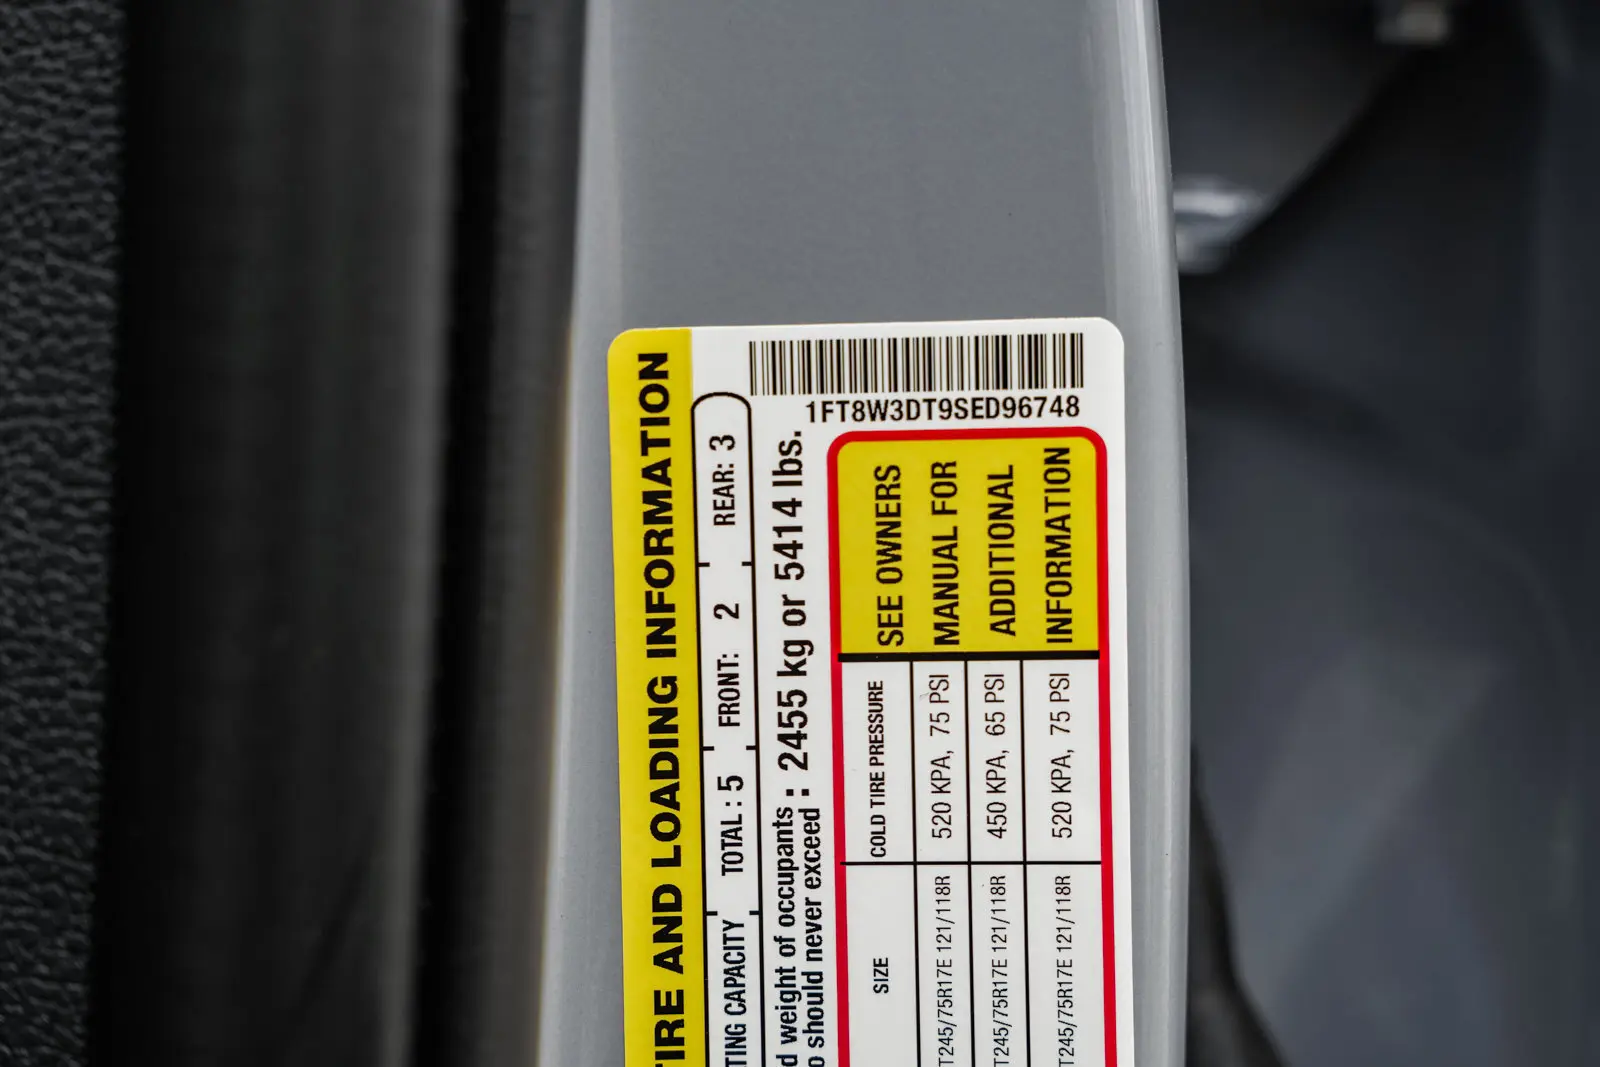 TIRE AND LOADING INFORMATION
TING CAPACITY TOTAL : 5 FRONT: 2 REAR: 3
d weight of occupants
o should never exceed : 2455 kg or 5414 lbs.
1FT8W3DT9SED96748
SIZE COLD TIRE PRESSURE SEE OWNERS
T245/75R17E 121/118R 520 KPA, 75 PSI MANUAL FOR
T245/75R17E 121/118R 450 KPA, 65 PSI ADDITIONAL
T245/75R17E 121/118R 520 KPA, 75 PSI INFORMATION